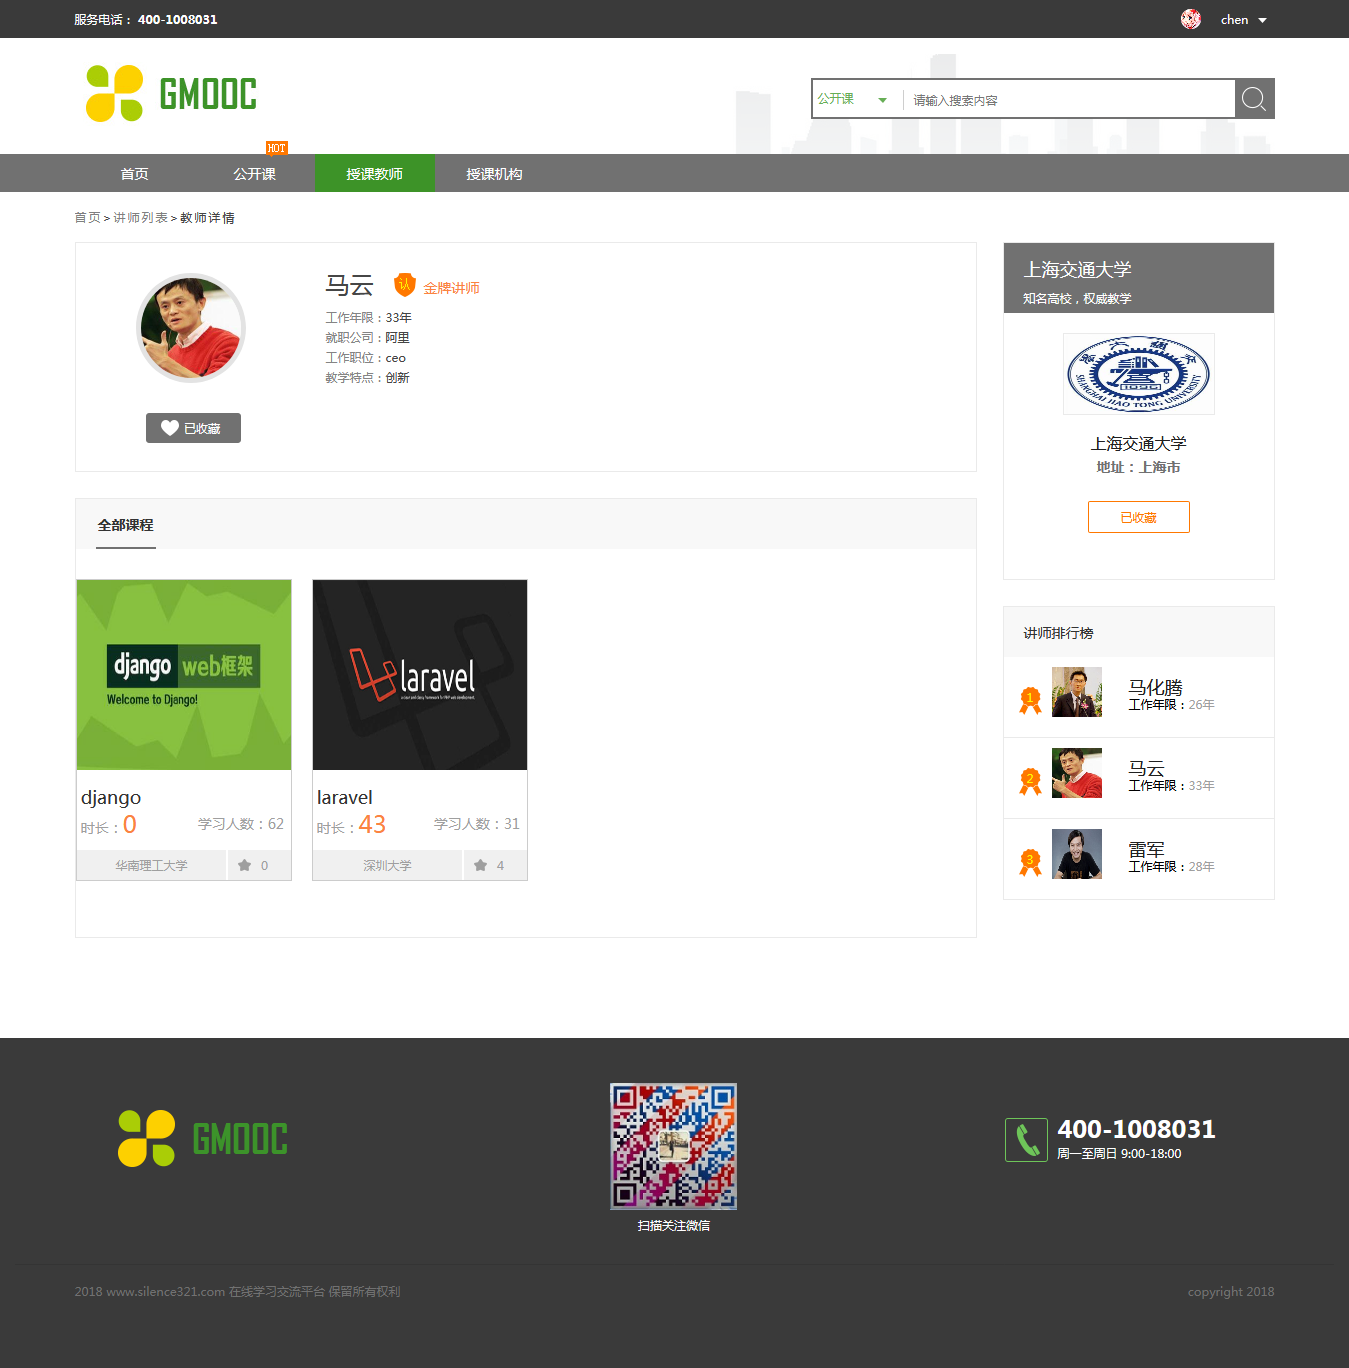 服务电话： 400-1008031
chen
GMOOC
公开课
请输入搜索内容
HOT
首页
公开课
授课教师
授课机构
首页>讲师列表>教师详情
马云
认
金牌讲师
工作年限：33年
就职公司：阿里
工作职位：ceo
教学特点：创新
已收藏
上海交通大学
知名高校，权威教学
SHANGHAI JIAO TONG UNIVERSITY
1896
上海交通大学
地址：上海市
已收藏
全部课程
django web框架
Welcome to Django!
django
时长：0
学习人数：62
华南理工大学
0
laravel
laravel
时长：43
学习人数：31
深圳大学
4
讲师排行榜
1
马化腾
工作年限：26年
2
马云
工作年限：33年
3
雷军
工作年限：28年
GMOOC
扫描关注微信
400-1008031
周一至周日 9:00-18:00
2018 www.silence321.com 在线学习交流平台 保留所有权利
copyright 2018